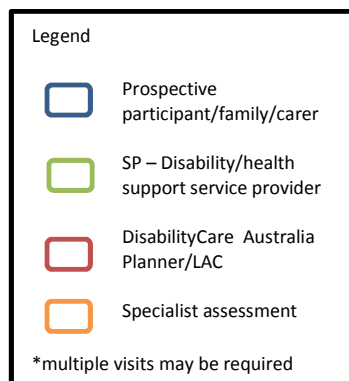 Legend
Prospective
participant/family/carer
SP – Disability/health
support service provider
DisabilityCare Australia
Planner/LAC
Specialist assessment
*multiple visits may be required